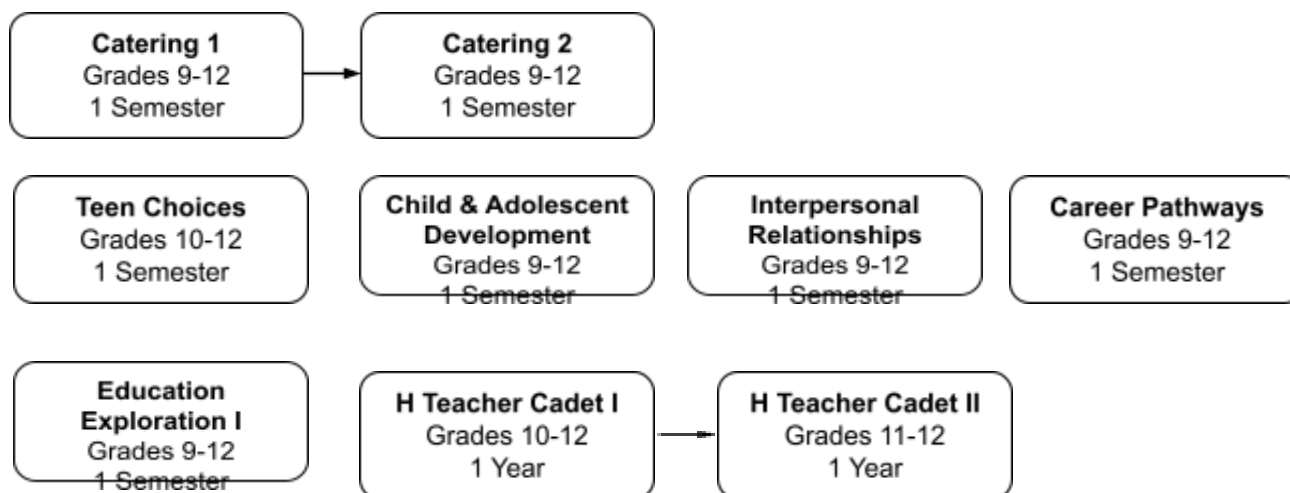 Catering 1
Grades 9-12
1 Semester
Catering 2
Grades 9-12
1 Semester
Teen Choices
Grades 10-12
1 Semester
Child & Adolescent
Development
Grades 9-12
1 Semester
Interpersonal
Relationships
Grades 9-12
1 Semester
Career Pathways
Grades 9-12
1 Semester
Education
Exploration I
Grades 9-12
1 Semester
H Teacher Cadet I
Grades 10-12
1 Year
H Teacher Cadet II
Grades 11-12
1 Year